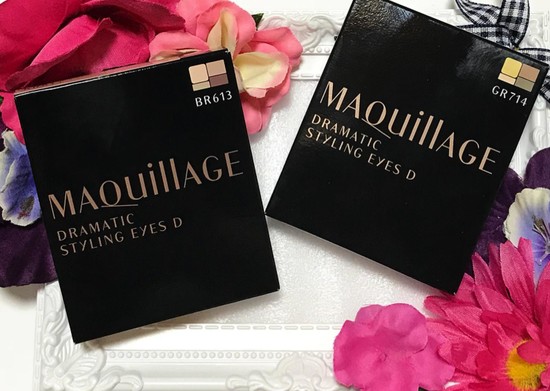 BR613
MAQuillAGE
DRAMATIC
STYLING EYES D
GR714
MAQuillAGE
DRAMATIC
STYLING EYES D